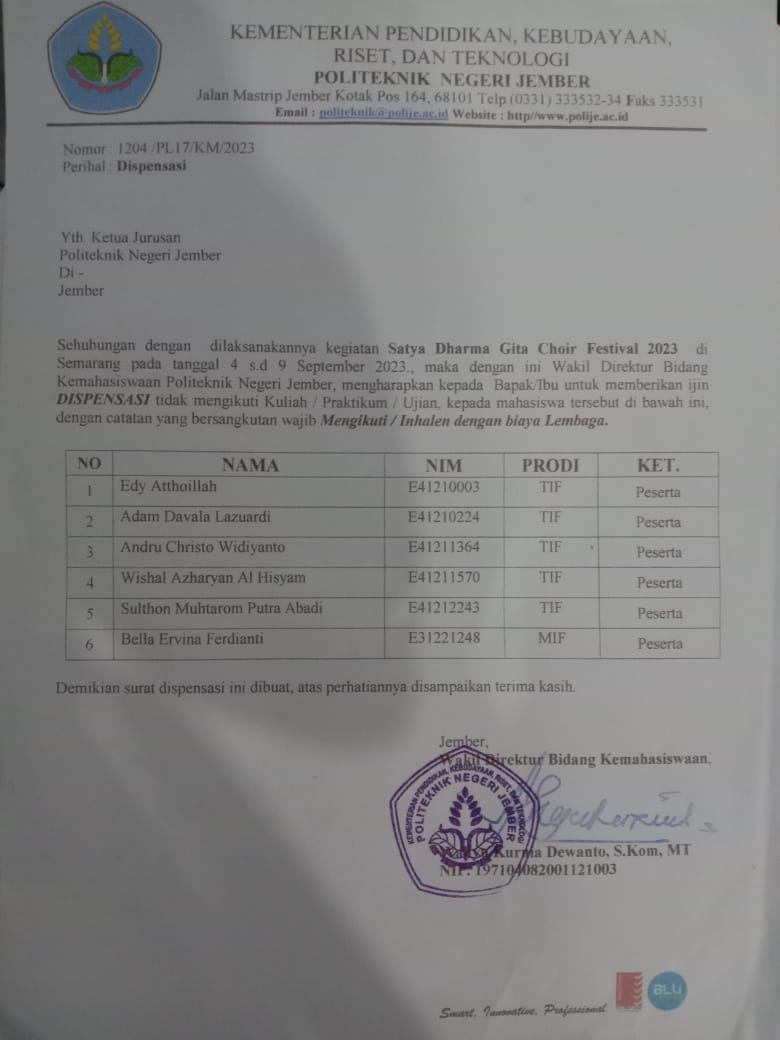 KEMENTERIAN PENDIDIKAN, KEBUDAYAAN,
RISET, DAN TEKNOLOGI
POLITEKNIK NEGERI JEMBER
Jalan Mastrip Jember Kotak Pos 164, 68101 Telp.(0331) 333532-34 Faks 333531
Email : politeknik@polije.ac.id Website : http//www.polije.ac.id
Nomor : 1204 /PL17/KM/2023
Perihal : Dispensasi
Yth. Ketua Jurusan
Politeknik Negeri Jember
Di -
Jember
Sehubungan dengan dilaksanakannya kegiatan Satya Dharma Gita Choir Festival 2023 di
Semarang pada tanggal 4 s.d 9 September 2023., maka dengan ini Wakil Direktur Bidang
Kemahasiswaan Politeknik Negeri Jember, mengharapkan kepada Bapak/Ibu untuk memberikan ijin
DISPENSASI tidak mengikuti Kuliah / Praktikum / Ujian, kepada mahasiswa tersebut di bawah ini,
dengan catatan yang bersangkutan wajib Mengikuti / Inhalen dengan biaya Lembaga.
NO NAMA NIM PRODI KET.
1 Edy Atthoillah E41210003 TIF Peserta
2 Adam Davala Lazuardi E41210224 TIF Peserta
3 Andru Christo Widiyanto E41211364 TIF Peserta
4 Wishal Azharyan Al Hisyam E41211570 TIF Peserta
5 Sulthon Muhtarom Putra Abadi E41212243 TIF Peserta
6 Bella Ervina Ferdianti E31221248 MIF Peserta
Demikian surat dispensasi ini dibuat, atas perhatiannya disampaikan terima kasih.
Jember,
Wakil Direktur Bidang Kemahasiswaan,
KEMENTERIAN PENDIDIKAN, KEBUDAYAAN, RISET, DAN TEKNOLOGI
POLITEKNIK NEGERI JEMBER
Kurma Dewanto, S.Kom, MT
NIP. 197104082001121003
Smart, Innovative, Professional
BLU